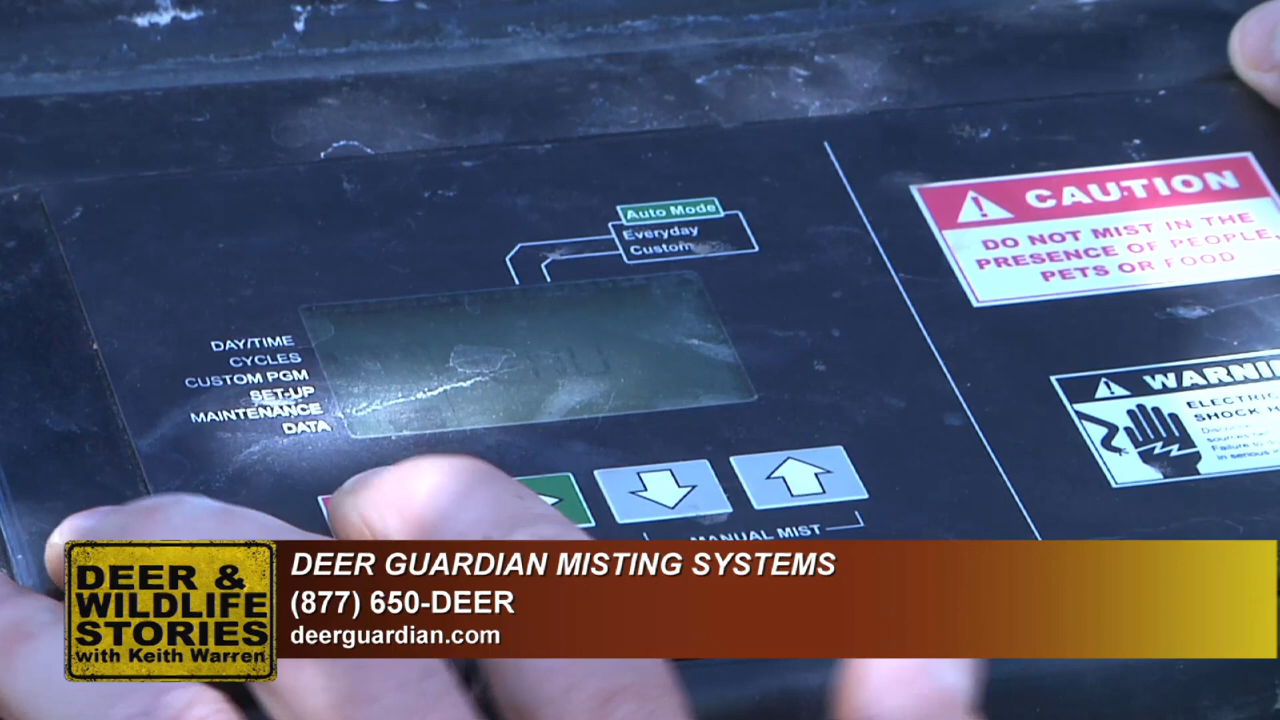 Auto Mode
Everyday
Custom
DAY/TIME
CYCLES
CUSTOM PGM
SET-UP
MAINTENANCE
DATA
MANUAL MIST
CAUTION
DO NOT MIST IN THE
PRESENCE OF PEOPLE,
PETS OR FOOD
ELECTRIC
SHOCK
DEER GUARDIAN MISTING SYSTEMS
(877) 650-DEER
deerguardian.com
DEER &
WILDLIFE
STORIES
with Keith Warren